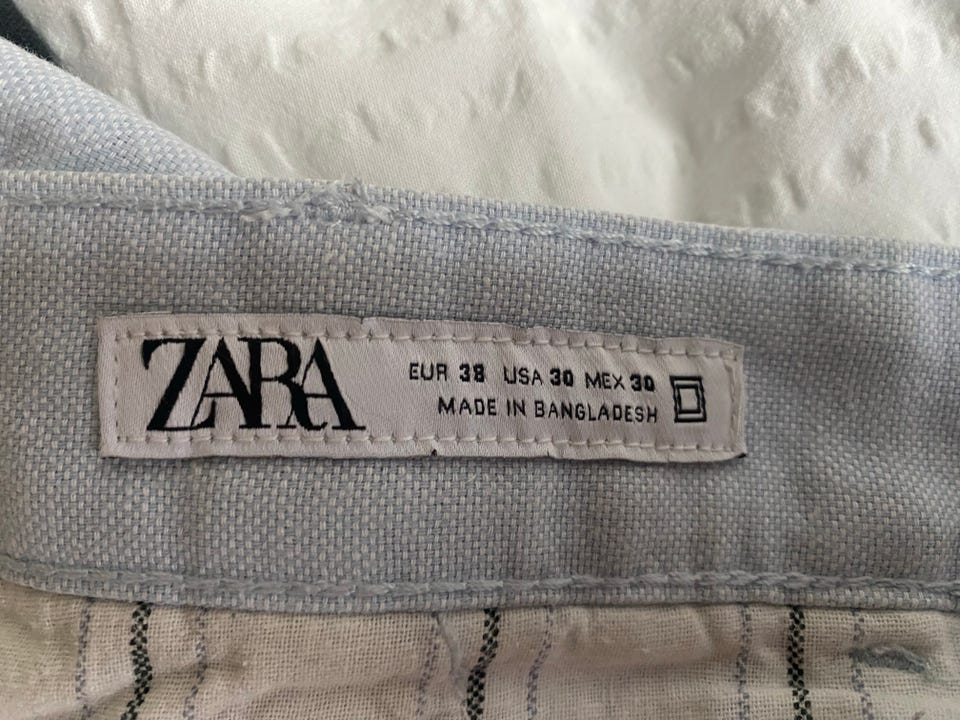 ZARA
EUR 38 USA 30 MEX 30
MADE IN BANGLADESH